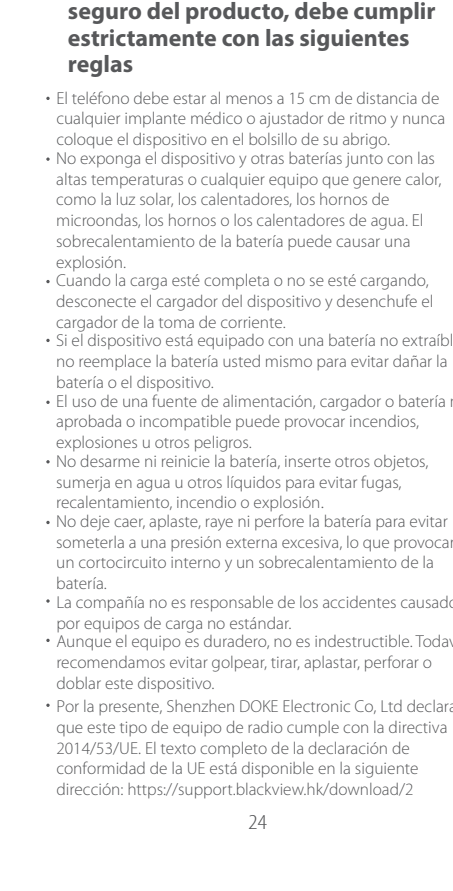 seguro del producto, debe cumplir
estrictamente con las siguientes
reglas
• El teléfono debe estar al menos a 15 cm de distancia de
cualquier implante médico o ajustador de ritmo y nunca
coloque el dispositivo en el bolsillo de su abrigo.
• No exponga el dispositivo y otras baterías junto con las
altas temperaturas o cualquier equipo que genere calor,
como la luz solar, los calentadores, los hornos de
microondas, los hornos o los calentadores de agua. El
sobrecalentamiento de la batería puede causar una
explosión.
• Cuando la carga esté completa o no se esté cargando,
desconecte el cargador del dispositivo y desenchufe el
cargador de la toma de corriente.
• Si el dispositivo está equipado con una batería no extraíbl
no reemplace la batería usted mismo para evitar dañar la
batería o el dispositivo.
• El uso de una fuente de alimentación, cargador o batería
aprobada o incompatible puede provocar incendios,
explosiones u otros peligros.
• No desarme ni reinicie la batería, inserte otros objetos,
sumerja en agua u otros líquidos para evitar fugas,
recalentamiento, incendio o explosión.
• No deje caer, aplaste, raye ni perfore la batería para evitar
someterla a una presión externa excesiva, lo que provocar
un cortocircuito interno y un sobrecalentamiento de la
batería.
• La compañía no es responsable de los accidentes causado
por equipos de carga no estándar.
• Aunque el equipo es duradero, no es indestructible. Todav
recomendamos evitar golpear, tirar, aplastar, perforar o
doblar este dispositivo.
• Por la presente, Shenzhen DOKE Electronic Co, Ltd declara
que este tipo de equipo de radio cumple con la directiva
2014/53/UE. El texto completo de la declaración de
conformidad de la UE está disponible en la siguiente
dirección: https://support.blackview.hk/download/2
24